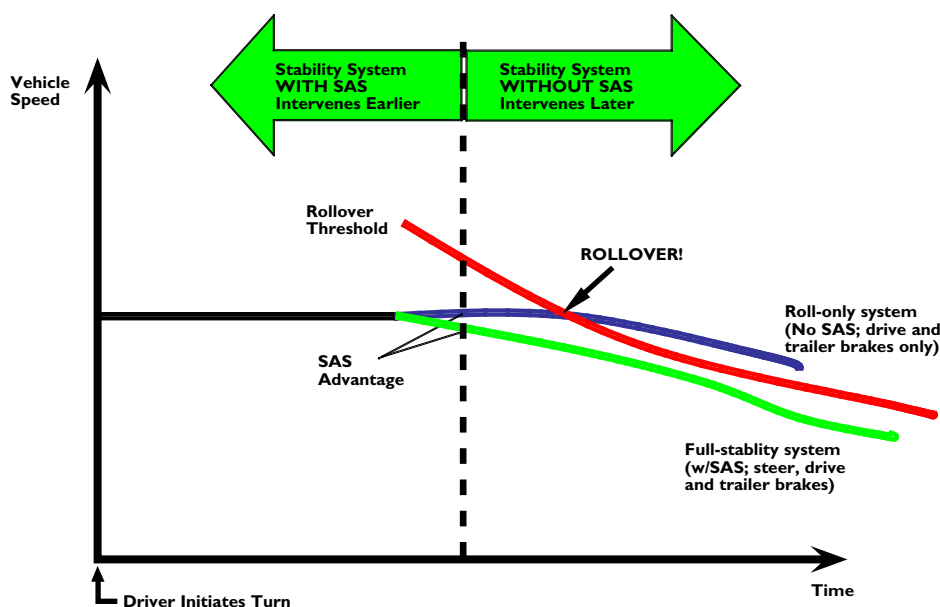 Stability System
WITH SAS
Intervenes Earlier
Stability System
WITHOUT SAS
Intervenes Later
Vehicle
Speed
Rollover
Threshold
ROLLOVER!
Roll-only system
(No SAS; drive and
trailer brakes only)
SAS
Advantage
Full-stablity system
(w/SAS; steer, drive
and trailer brakes)
Time
Driver Initiates Turn